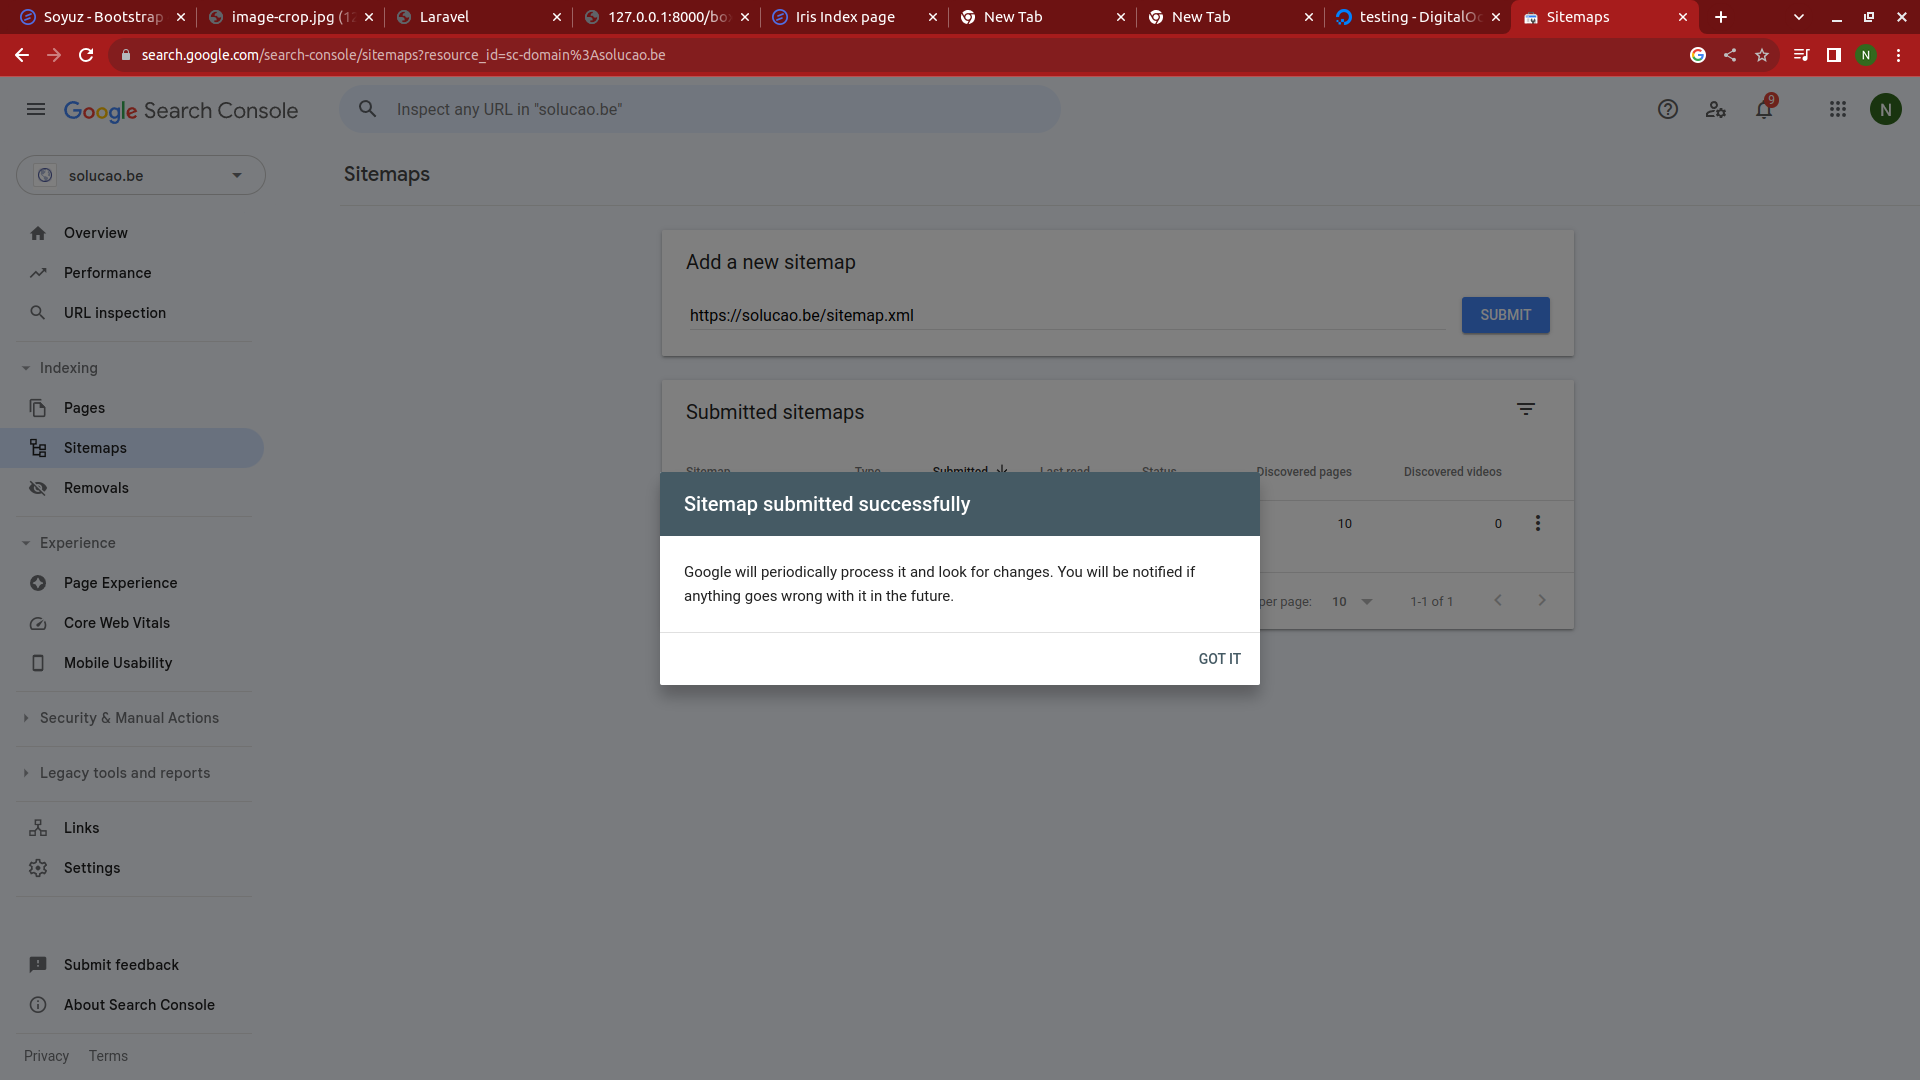 Soyuz - Bootstrap
image-crop.jpg (1
Laravel
127.0.0.1:8000/bo
Iris Index page
New Tab
New Tab
testing - DigitalOc
Sitemaps
search.google.com/search-console/sitemaps?resource_id=sc-domain%3Asolucao.be
N
Google Search Console
Inspect any URL in "solucao.be"
9
N
solucao.be
Sitemaps
Overview
Performance
URL inspection
Indexing
Pages
Sitemaps
Removals
Experience
Page Experience
Core Web Vitals
Mobile Usability
Security & Manual Actions
Legacy tools and reports
Links
Settings
Submit feedback
About Search Console
Privacy Terms
Add a new sitemap
https://solucao.be/sitemap.xml
SUBMIT
Submitted sitemaps
Sitemap Type Submitted Last read Status Discovered pages Discovered videos
10 0
per page: 10 1-1 of 1
Sitemap submitted successfully
Google will periodically process it and look for changes. You will be notified if
anything goes wrong with it in the future.
GOT IT